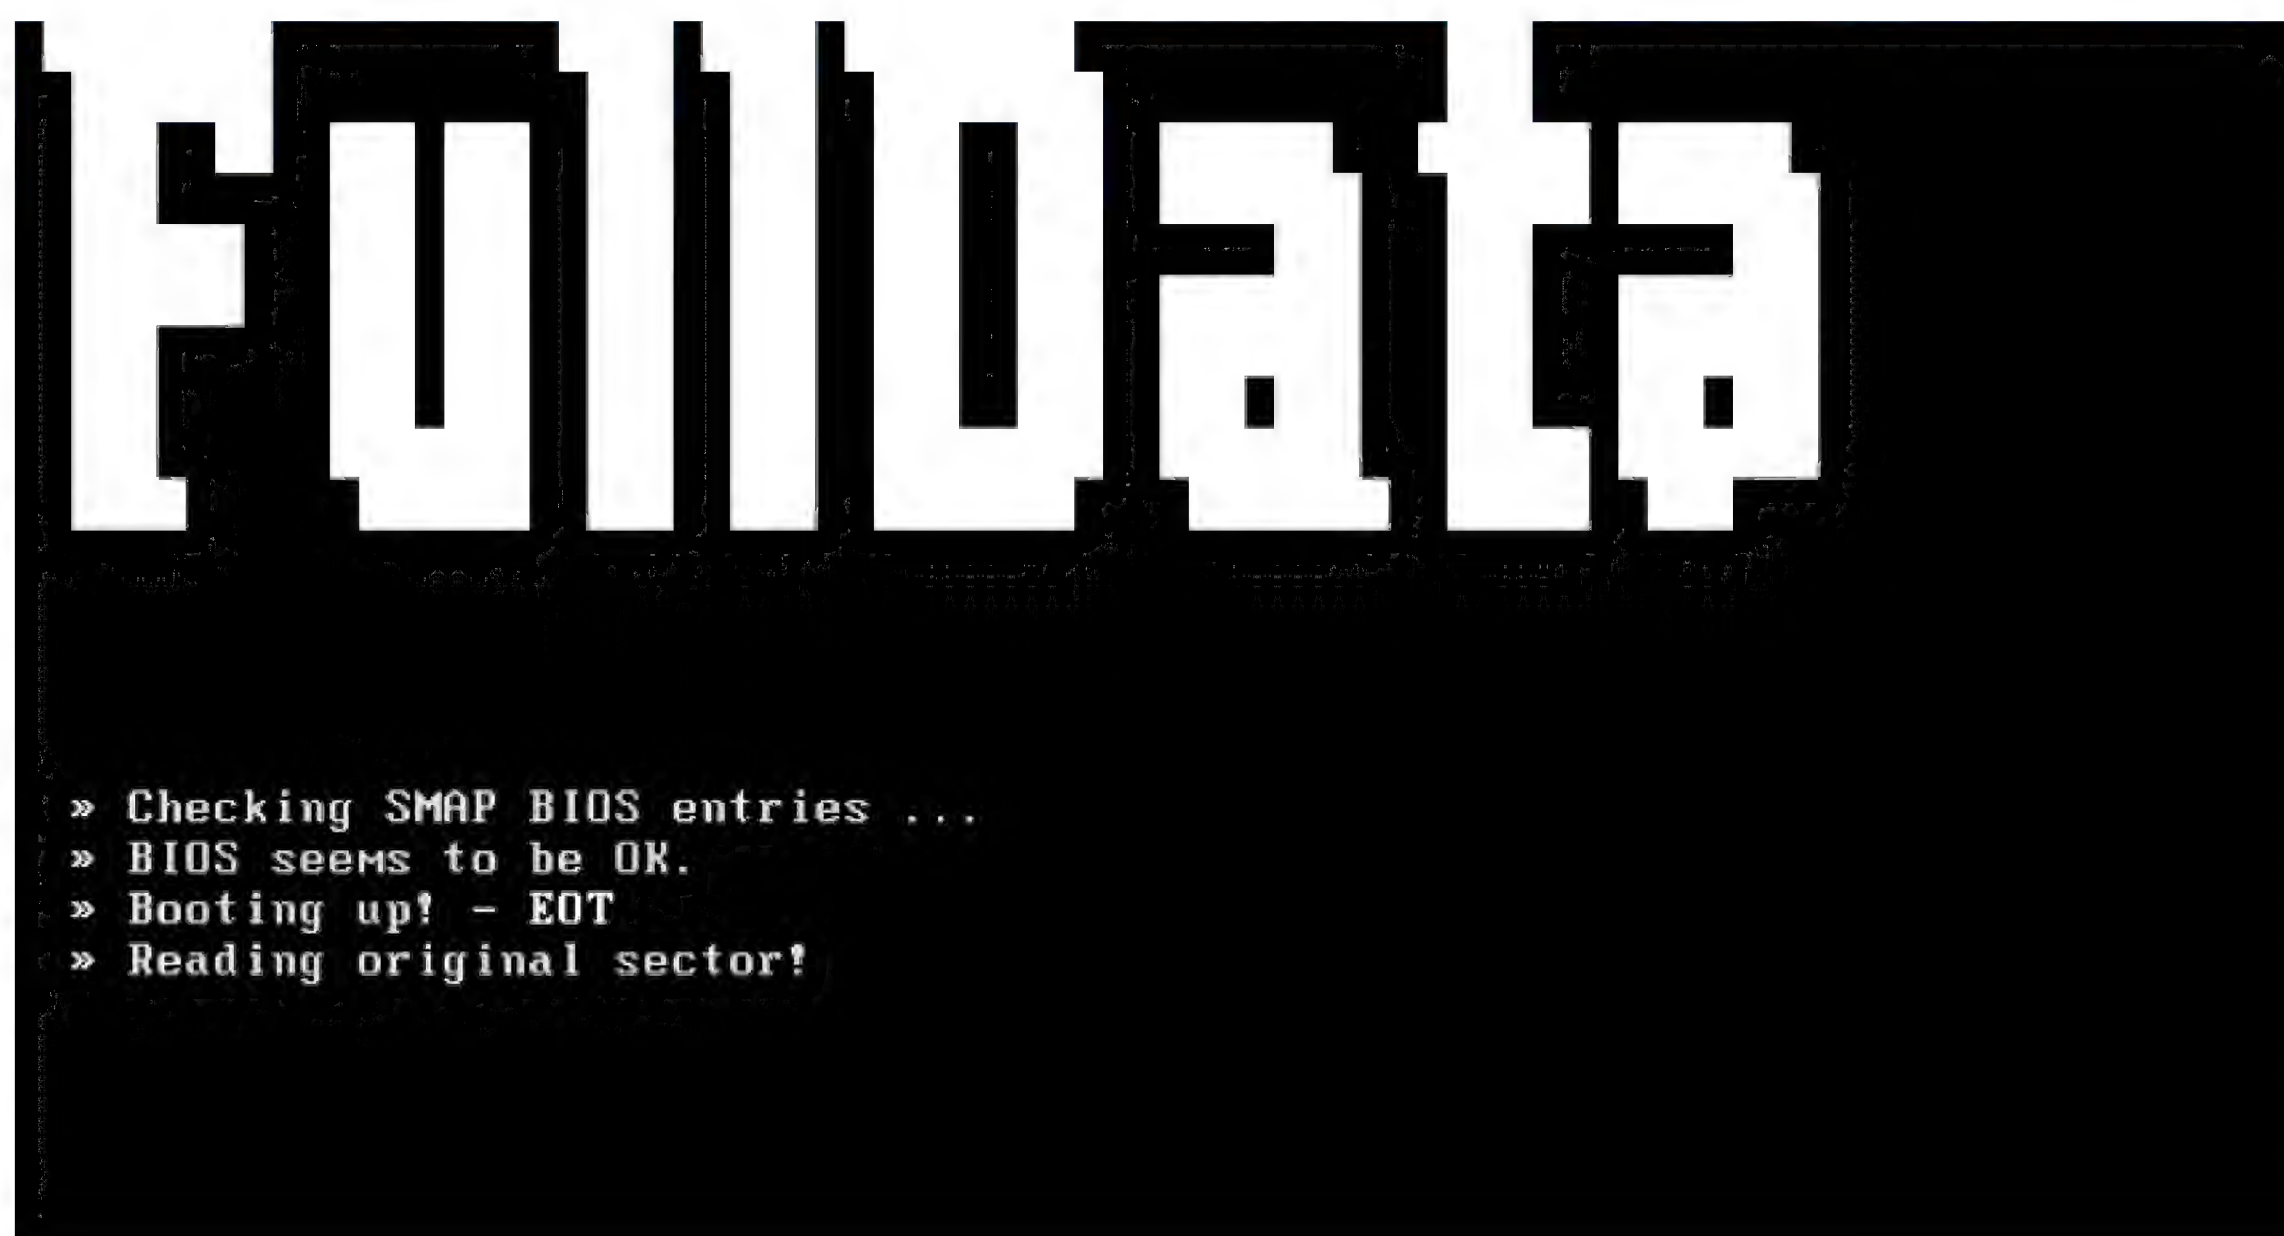 FullData
» Checking SMAP BIOS entries ...
» BIOS seems to be OK.
» Booting up! - EOT
» Reading original sector!